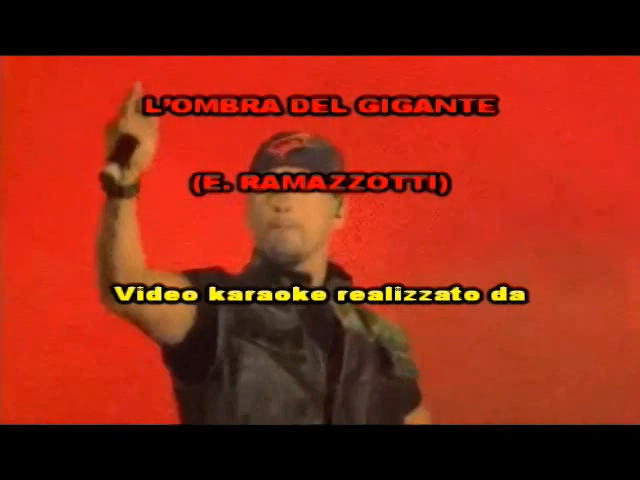 L'OMBRA DEL GIGANTE
(E. RAMAZZOTTI)
Video karaoke realizzato da